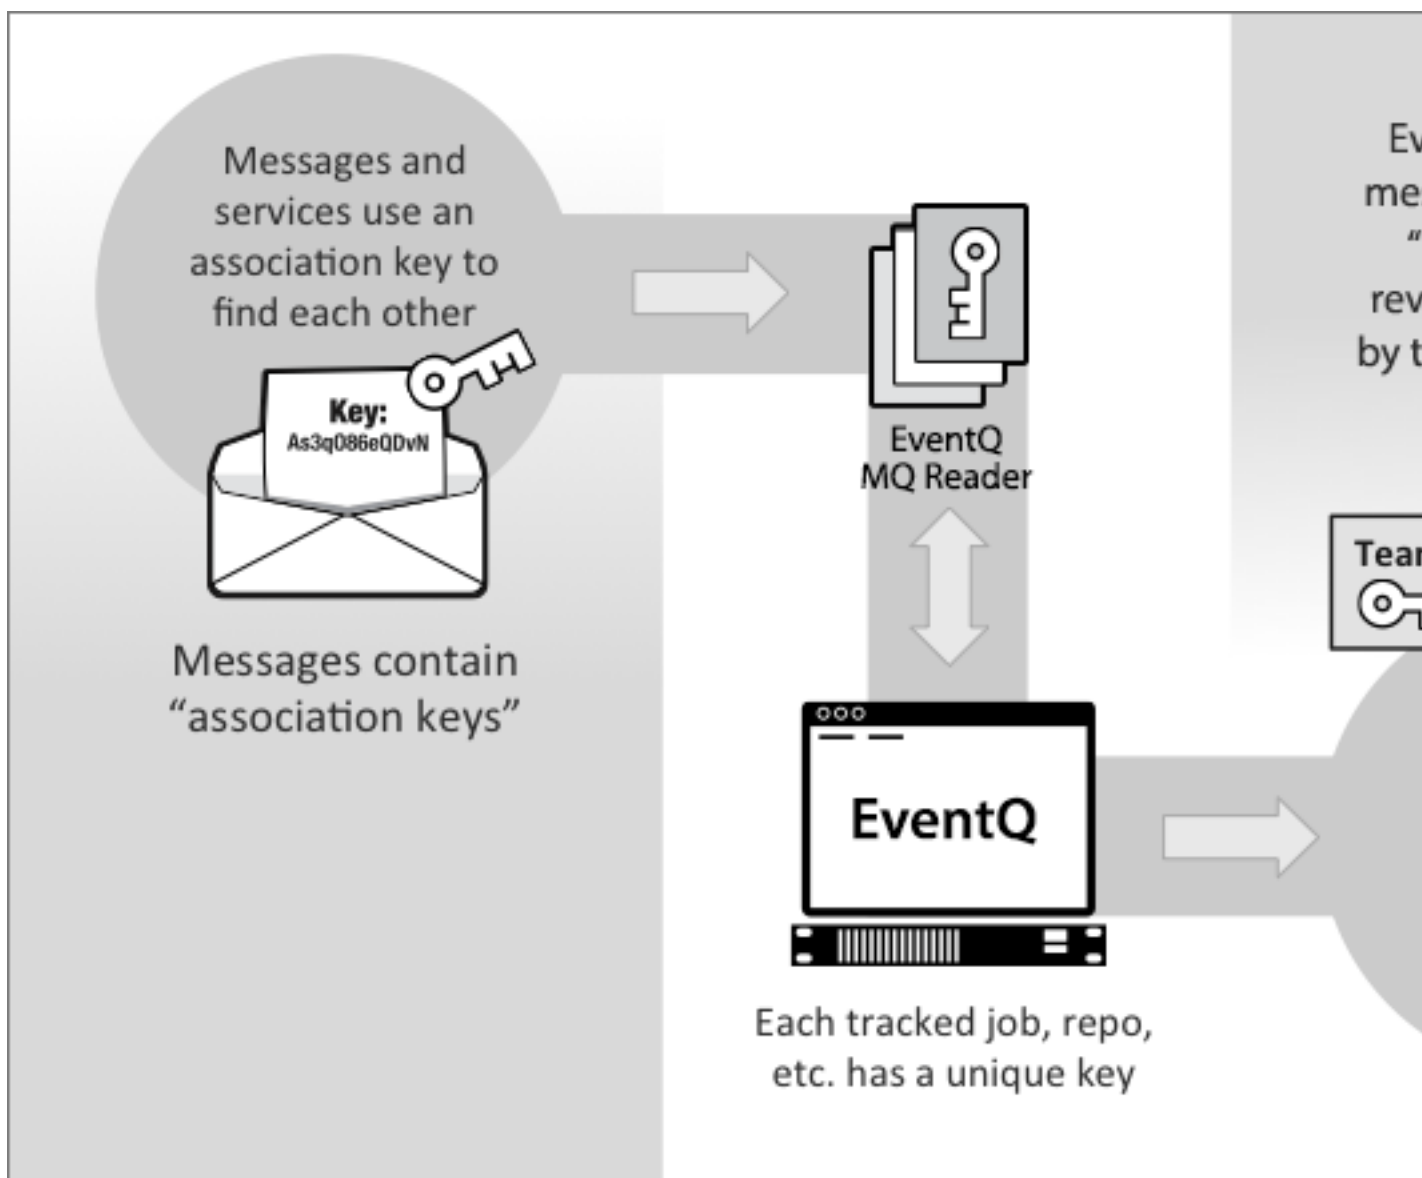 Messages and
services use an
association key to
find each other
Key:
As3q086eQDvN
Messages contain
“association keys”
EventQ
MQ Reader
EventQ
Each tracked job, repo,
etc. has a unique key
by